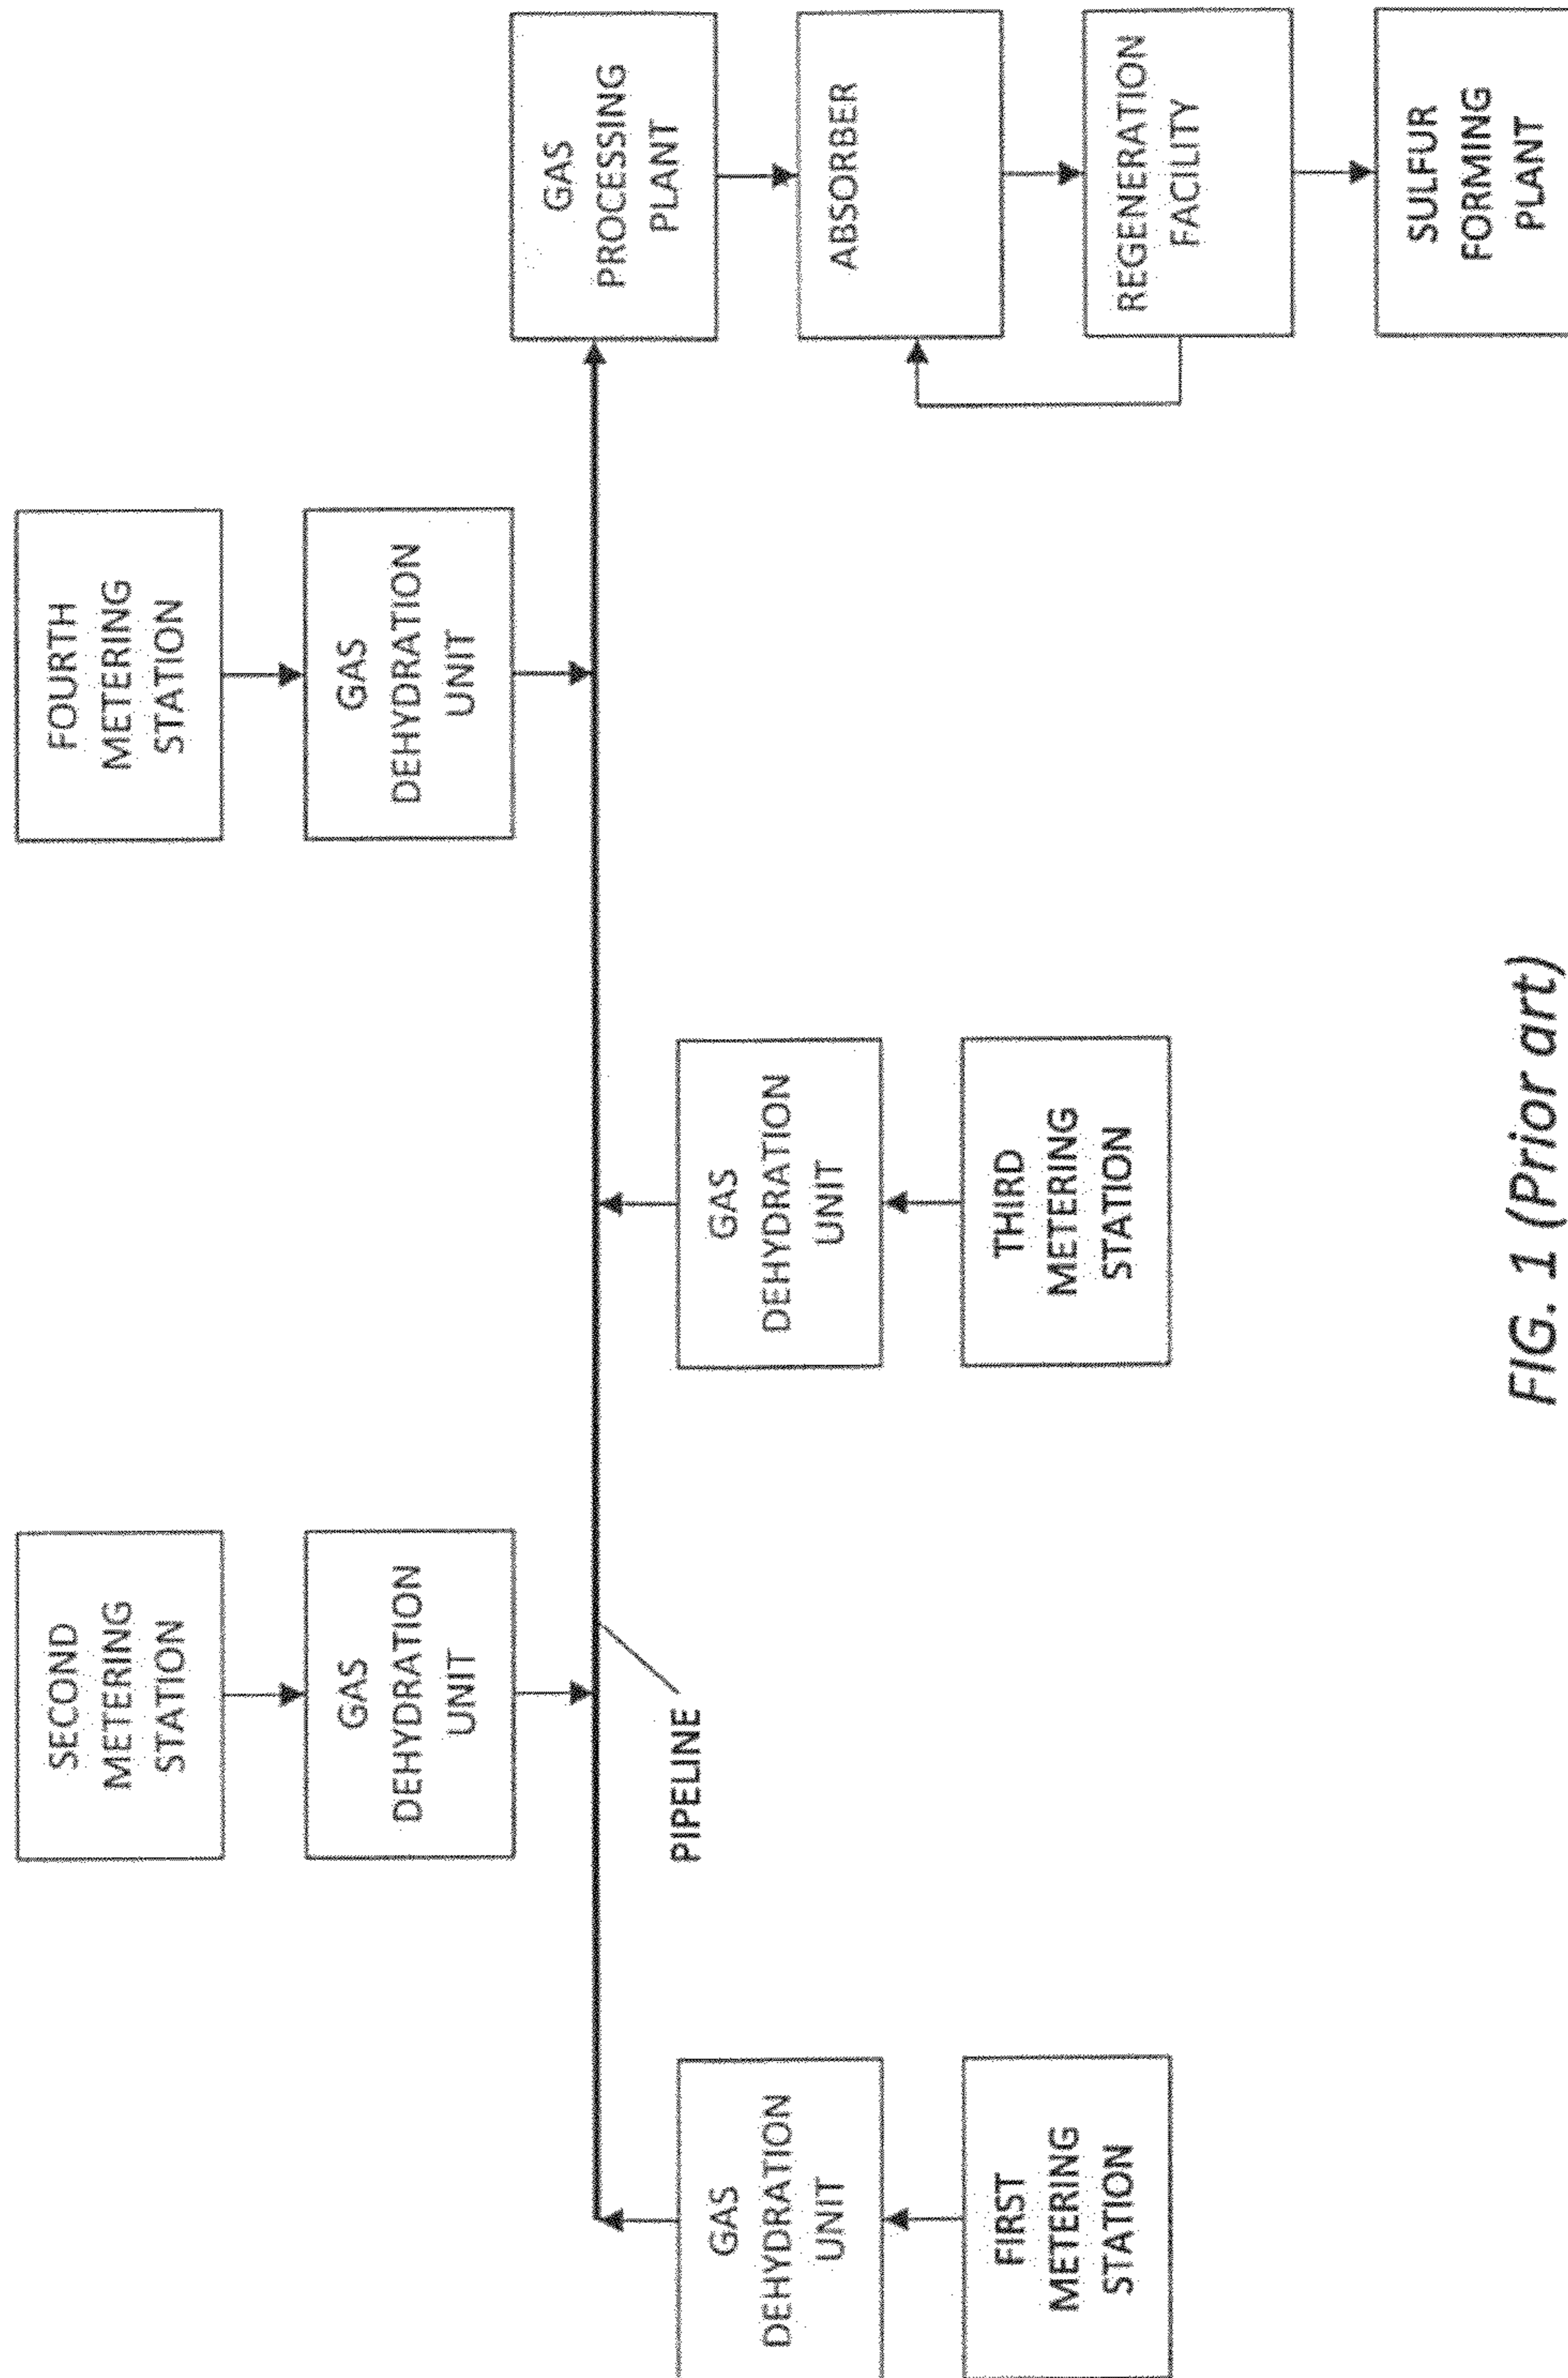 SECOND
METERING
STATION
GAS
DEHYDRATION
UNIT
FOURTH
METERING
STATION
GAS
DEHYDRATION
UNIT
GAS
PROCESSING
PLANT
ABSORBER
REGENERATION
FACILITY
SULFUR
FORMING
PLANT
PIPELINE
GAS
DEHYDRATION
UNIT
FIRST
METERING
STATION
GAS
DEHYDRATION
UNIT
THIRD
METERING
STATION
FIG. 1 (Prior art)